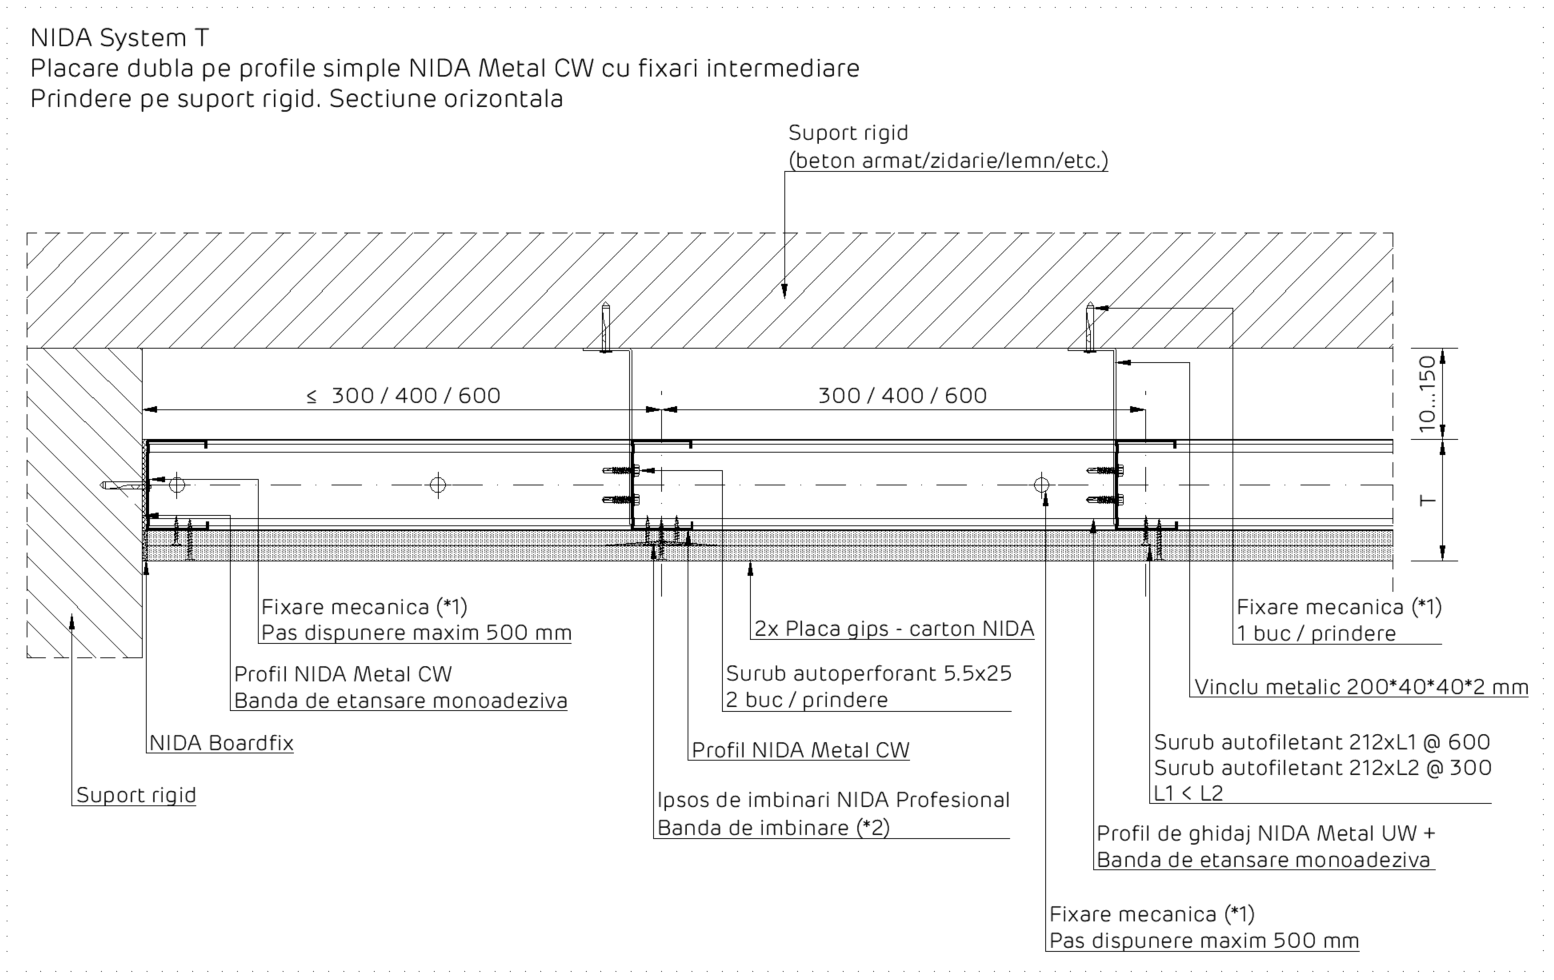 NIDA System T
Placare dubla pe profile simple NIDA Metal CW cu fixari intermediare
Prindere pe suport rigid. Sectiune orizontala
Suport rigid
(beton armat/zidarie/lemn/etc.)
≤ 300 / 400 / 600
300 / 400 / 600
10...150
T
Fixare mecanica (*1)
Pas dispunere maxim 500 mm
Profil NIDA Metal CW
Banda de etansare monoadeziva
NIDA Boardfix
Suport rigid
2x Placa gips - carton NIDA
Surub autoperforant 5.5x25
2 buc / prindere
Profil NIDA Metal CW
Ipsos de imbinari NIDA Profesional
Banda de imbinare (*2)
Fixare mecanica (*1)
1 buc / prindere
Vinclu metalic 200*40*40*2 mm
Surub autofiletant 212xL1 @ 600
Surub autofiletant 212xL2 @ 300
L1 < L2
Profil de ghidaj NIDA Metal UW +
Banda de etansare monoadeziva
Fixare mecanica (*1)
Pas dispunere maxim 500 mm